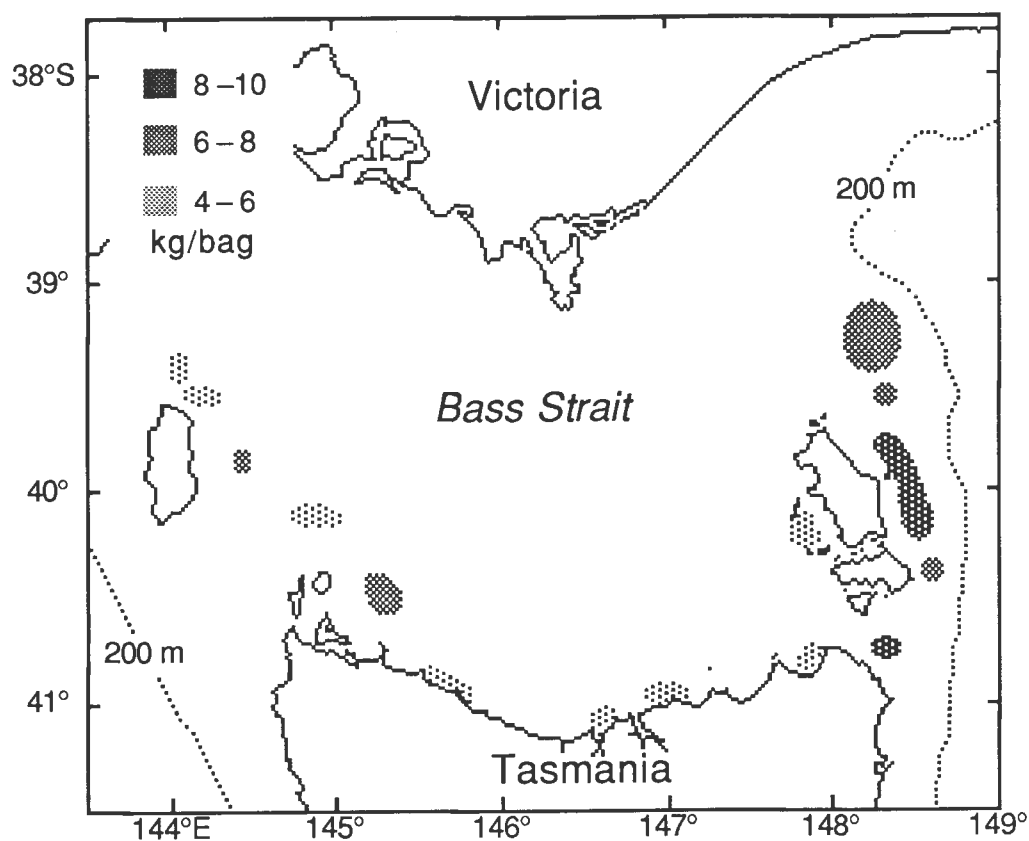 38°S
8–10
Victoria
6–8
4–6
200 m
kg/bag
39°
Bass Strait
40°
200 m
41°
Tasmania
144°E
145°
146°
147°
148°
149°